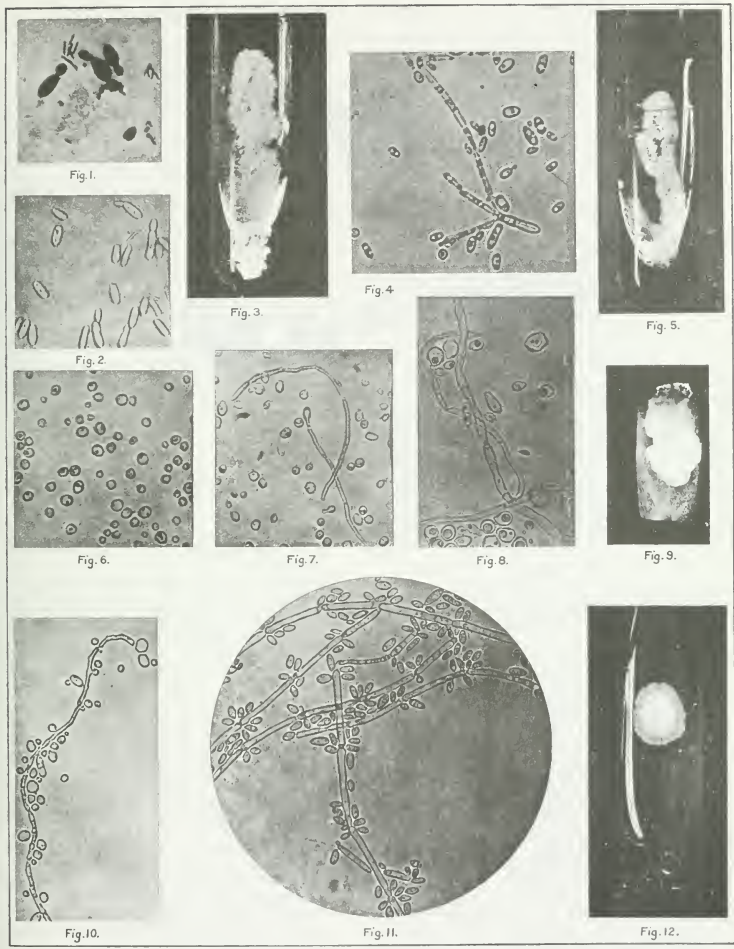 Fig. 1.
Fig. 2.
Fig. 3.
Fig. 4
Fig. 5.
Fig. 6.
Fig. 7.
Fig. 8.
Fig. 9.
Fig. 10.
Fig. 11.
Fig. 12.